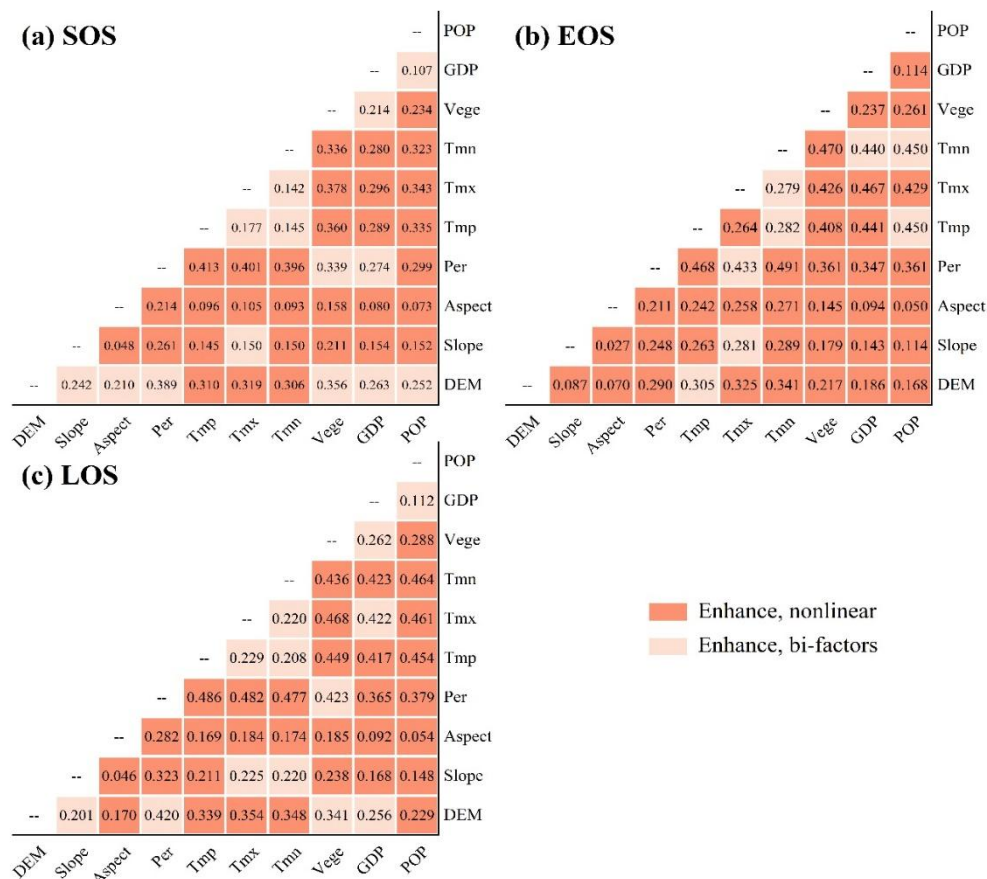 (a) SOS
-- POP
-- 0.107 GDP
-- 0.214 0.234 Vege
-- 0.336 0.280 0.323 Tmn
-- 0.142 0.378 0.296 0.343 Tmx
-- 0.177 0.145 0.360 0.289 0.335 Tmp
-- 0.413 0.401 0.396 0.339 0.274 0.299 Per
-- 0.214 0.096 0.105 0.093 0.158 0.080 0.073 Aspect
-- 0.048 0.261 0.145 0.150 0.150 0.211 0.154 0.152 Slope
-- 0.242 0.210 0.389 0.310 0.319 0.306 0.356 0.263 0.252 DEM
DEM Slope Aspect Per Tmp Tmx Tmn Vege GDP POP
(b) EOS
-- POP
-- 0.114 GDP
-- 0.237 0.261 Vege
-- 0.470 0.440 0.450 Tmn
-- 0.279 0.426 0.467 0.429 Tmx
-- 0.264 0.282 0.408 0.441 0.450 Tmp
-- 0.468 0.433 0.491 0.361 0.347 0.361 Per
-- 0.211 0.242 0.258 0.271 0.145 0.094 0.050 Aspect
-- 0.027 0.248 0.263 0.281 0.289 0.179 0.143 0.114 Slope
-- 0.087 0.070 0.290 0.305 0.325 0.341 0.217 0.186 0.168 DEM
DEM Slope Aspect Per Tmp Tmx Tmn Vege GDP POP
(c) LOS
-- POP
-- 0.112 GDP
-- 0.262 0.288 Vege
-- 0.436 0.423 0.464 Tmn
-- 0.220 0.468 0.422 0.461 Tmx
-- 0.229 0.208 0.449 0.417 0.454 Tmp
-- 0.486 0.482 0.477 0.423 0.365 0.379 Per
-- 0.282 0.169 0.184 0.174 0.185 0.092 0.054 Aspect
-- 0.046 0.323 0.211 0.225 0.220 0.238 0.168 0.148 Slopc
-- 0.201 0.170 0.420 0.339 0.354 0.348 0.341 0.256 0.229 DEM
DEM Slope Aspect Per Tmp Tmx Tmn Vege GDP POP
Enhance, nonlinear
Enhance, bi-factors